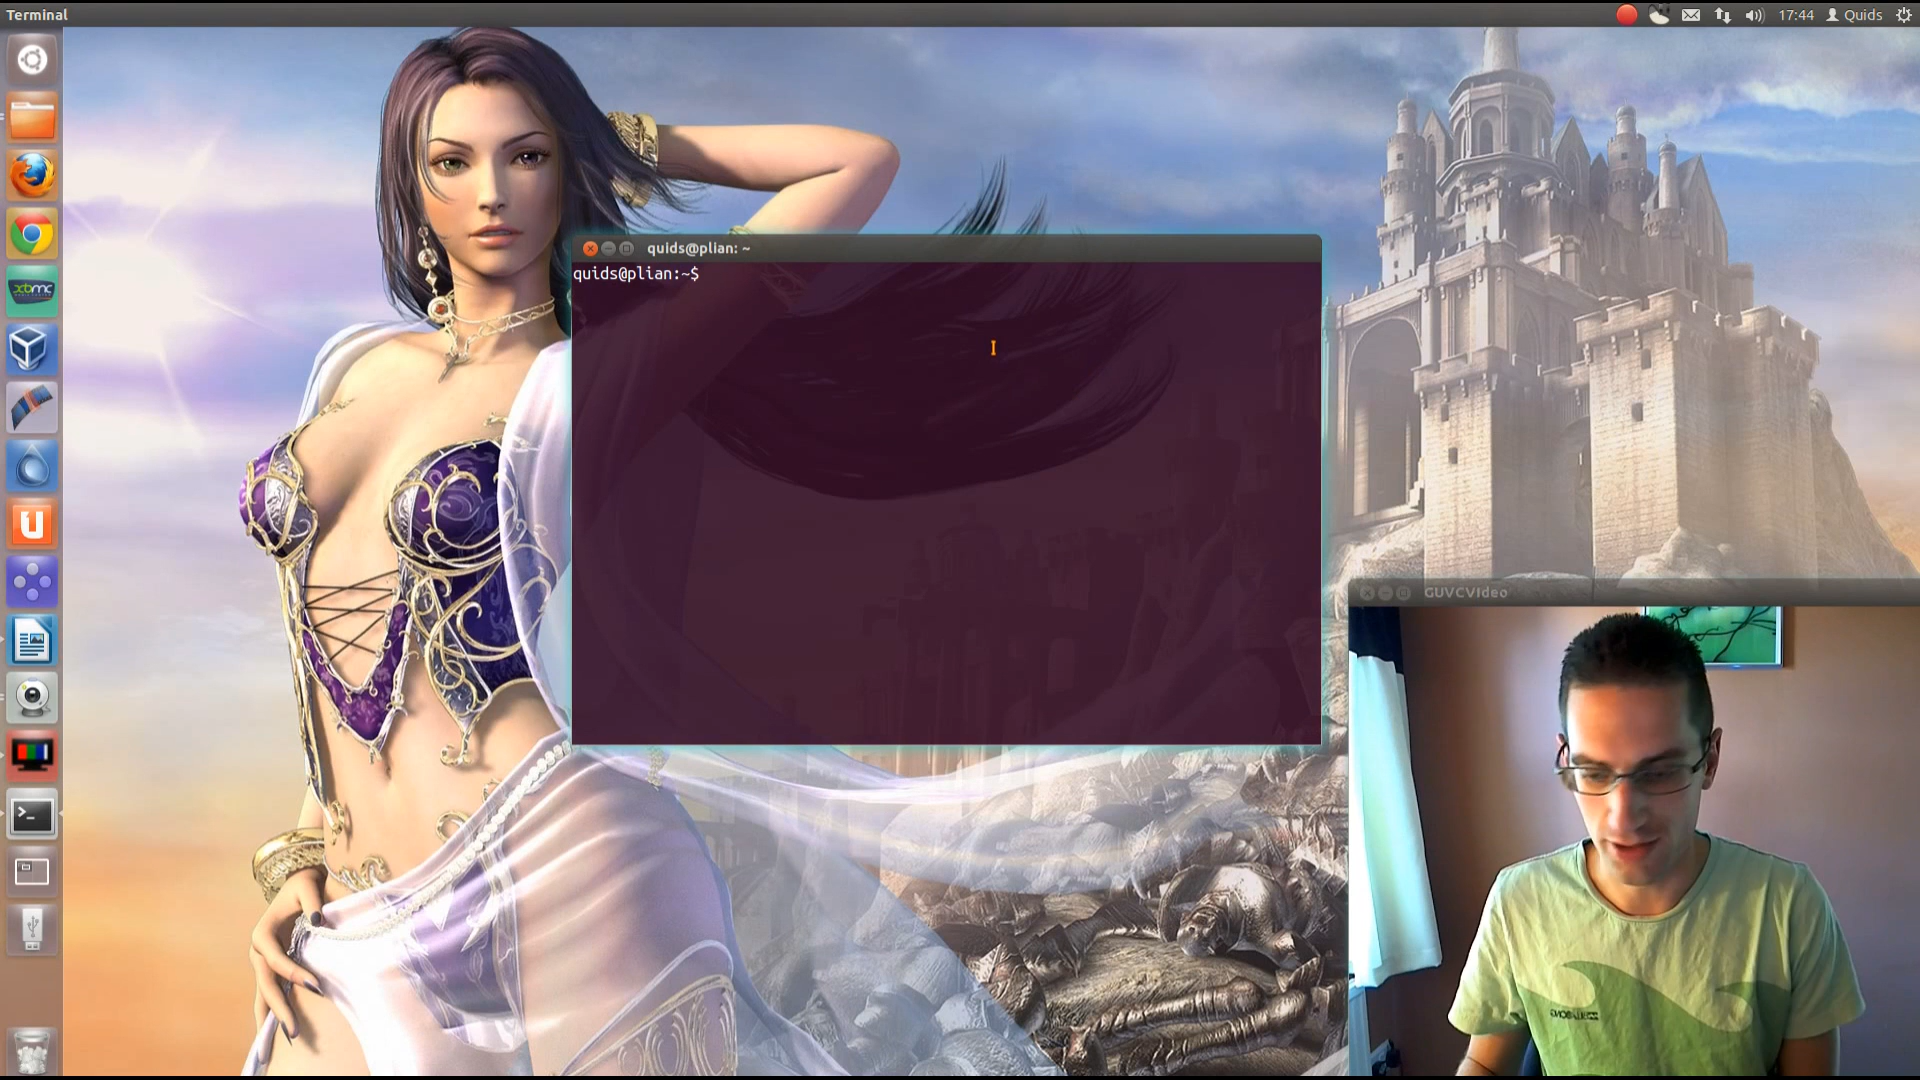 Terminal
17:44 Quids
quids@plian: ~
quids@plian:~$
xbmc
U
GUVCVIdeo